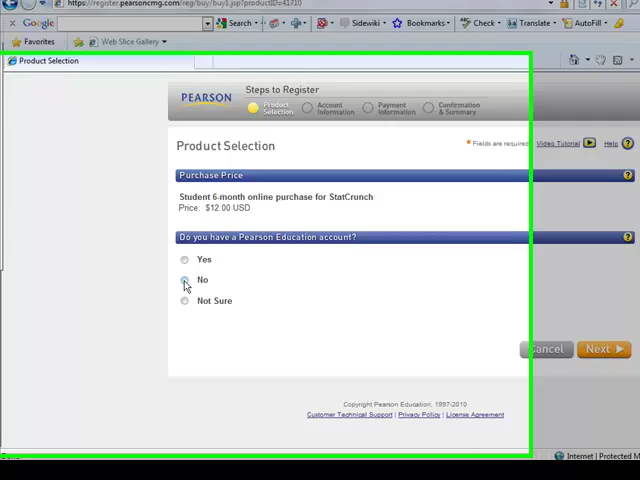 https://register.pearsoncmg.com/reg/buy/buy1.jsp?productID=41710
Google Search Sidewiki Bookmarks Check Translate AutoFill
Favorites Web Slice Gallery
Product Selection
PEARSON
Steps to Register
Product Selection
Account Information
Payment Information
Confirmation & Summary
Product Selection
* Fields are required Video Tutorial Help ?
Purchase Price ?
Student 6-month online purchase for StatCrunch
Price: $12.00 USD
Do you have a Pearson Education account? ?
Yes
No
Not Sure
Cancel Next
Copyright Pearson Education, 1997-2010
Customer Technical Support | Privacy Policy | License Agreement
Internet | Protected M